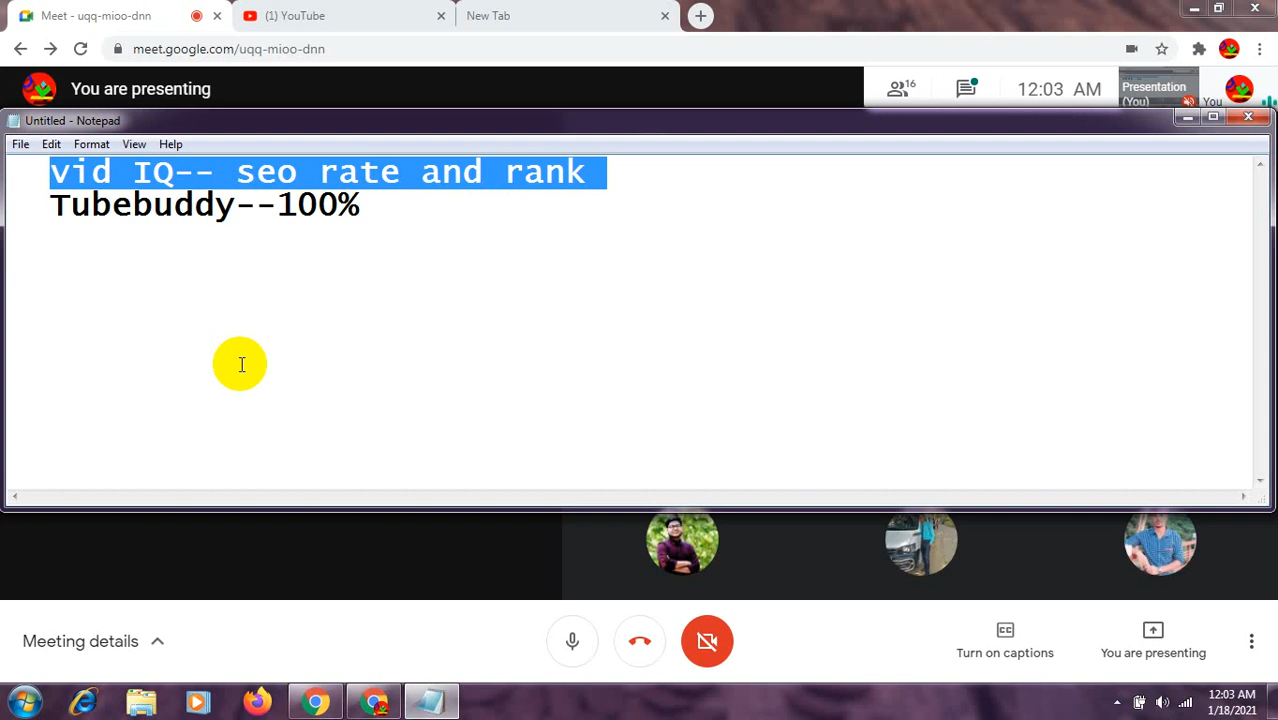 Meet - uqq-mioo-dnn
(1) YouTube
New Tab
meet.google.com/uqq-mioo-dnn
You are presenting
16
12:03 AM
Presentation
(You)
You
Untitled - Notepad
File Edit Format View Help
vid IQ-- seo rate and rank
Tubebuddy--100%
Meeting details
CC
Turn on captions
You are presenting
12:03 AM
1/18/2021